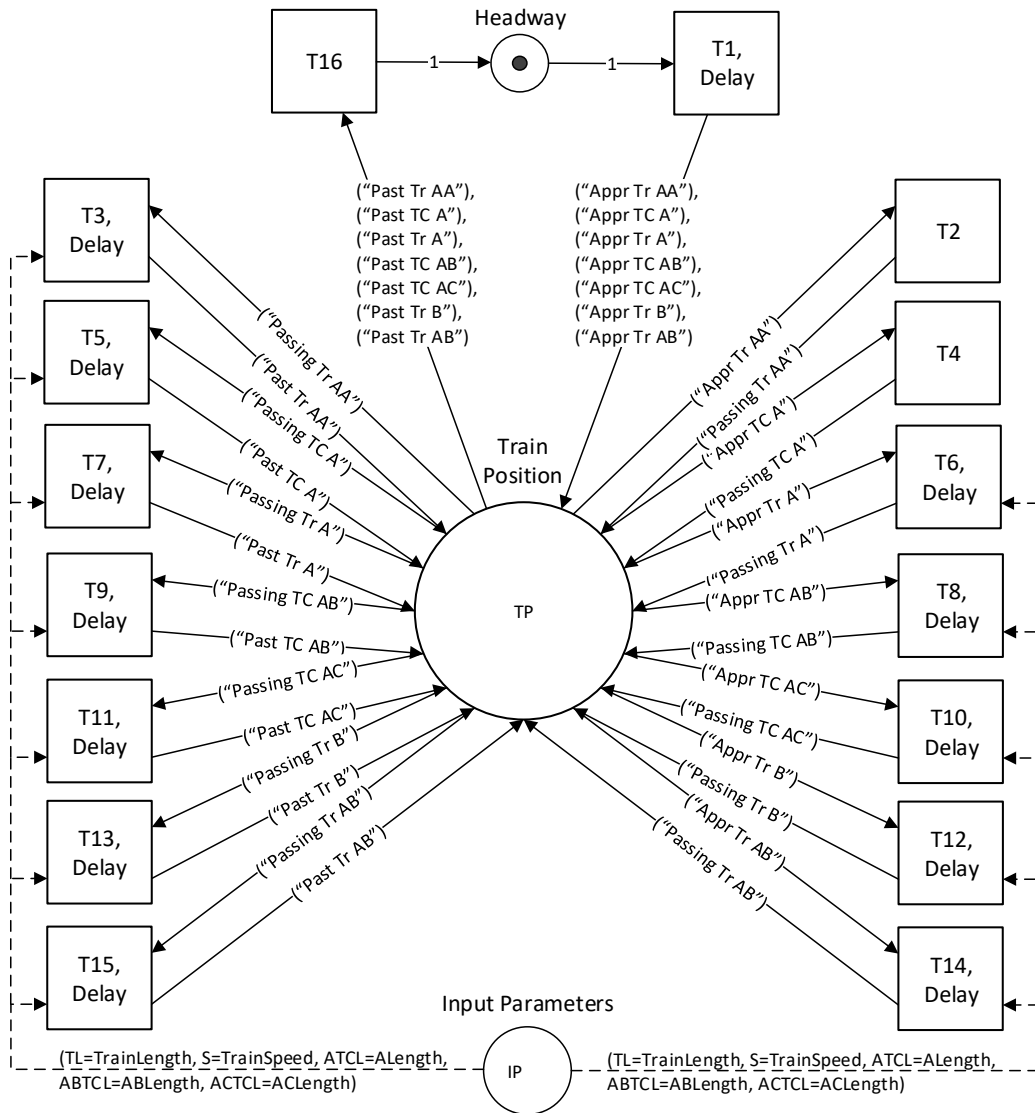 Headway
T16
1
1
T1,
Delay
("Past Tr AA"),
("Past TC A"),
("Past Tr A"),
("Past TC AB"),
("Past TC AC"),
("Past Tr B"),
("Past Tr AB")
("Appr Tr AA"),
("Appr TC A"),
("Appr Tr A"),
("Appr TC AB"),
("Appr TC AC"),
("Appr Tr B"),
("Appr Tr AB")
T3,
Delay
T5,
Delay
T7,
Delay
T9,
Delay
T11,
Delay
T13,
Delay
T15,
Delay
("Passing Tr AA")
("Past Tr AA")
("Passing TC A")
("Past TC A")
("Passing Tr A")
("Past Tr A")
("Passing TC AB")
("Past TC AB")
("Passing TC AC")
("Past TC AC")
("Passing Tr B")
("Past Tr B")
("Passing Tr AB")
("Past Tr AB")
Train
Position
TP
("Appr Tr AA")
("Passing Tr AA")
("Appr TC A")
("Passing TC A")
("Appr Tr A")
("Passing Tr A")
("Appr TC AB")
("Passing TC AB")
("Appr TC AC")
("Passing TC AC")
("Appr Tr B")
("Passing Tr B")
("Appr Tr AB")
("Passing Tr AB")
T2
T4
T6,
Delay
T8,
Delay
T10,
Delay
T12,
Delay
T14,
Delay
Input Parameters
IP
(TL=TrainLength, S=TrainSpeed, ATCL=ALength,
ABTCL=ABLength, ACTCL=ACLength)
(TL=TrainLength, S=TrainSpeed, ATCL=ALength,
ABTCL=ABLength, ACTCL=ACLength)